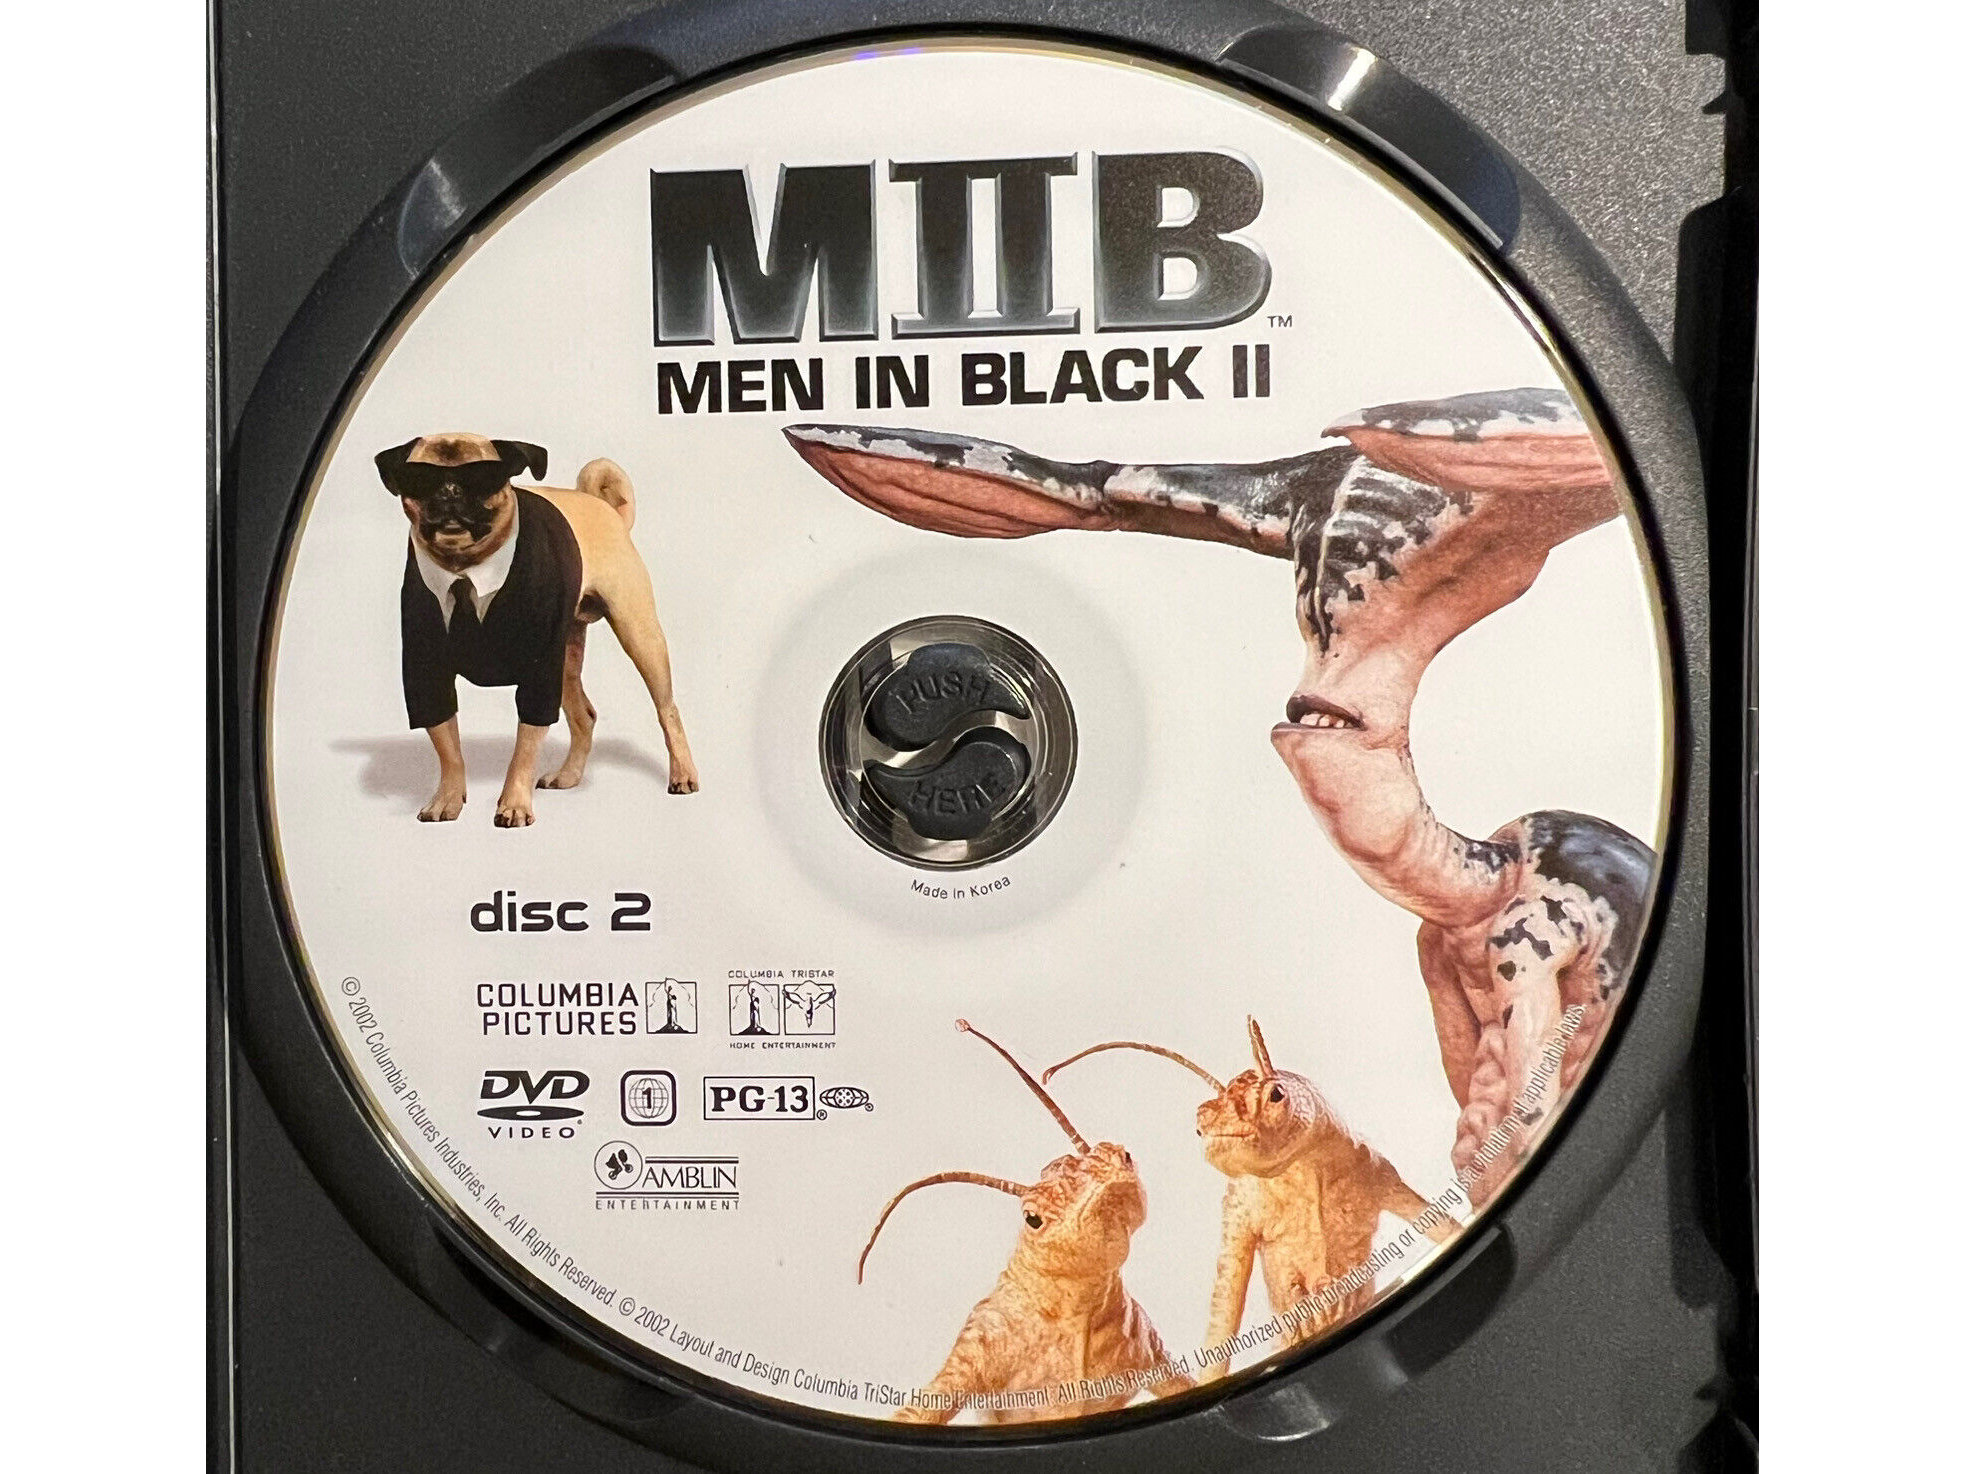 MIIB™
MEN IN BLACK II
PUSH
HERE
Made in Korea
disc 2
COLUMBIA
PICTURES
COLUMBIA TRISTAR
HOME ENTERTAINMENT
DVD
VIDEO
1
PG-13®
AMBLIN
ENTERTAINMENT
© 2002 Columbia Pictures Industries, Inc. All Rights Reserved. © 2002 Layout and Design Columbia TriStar Home Entertainment. All Rights Reserved. Unauthorized public broadcasting or copying is a violation of applicable laws.